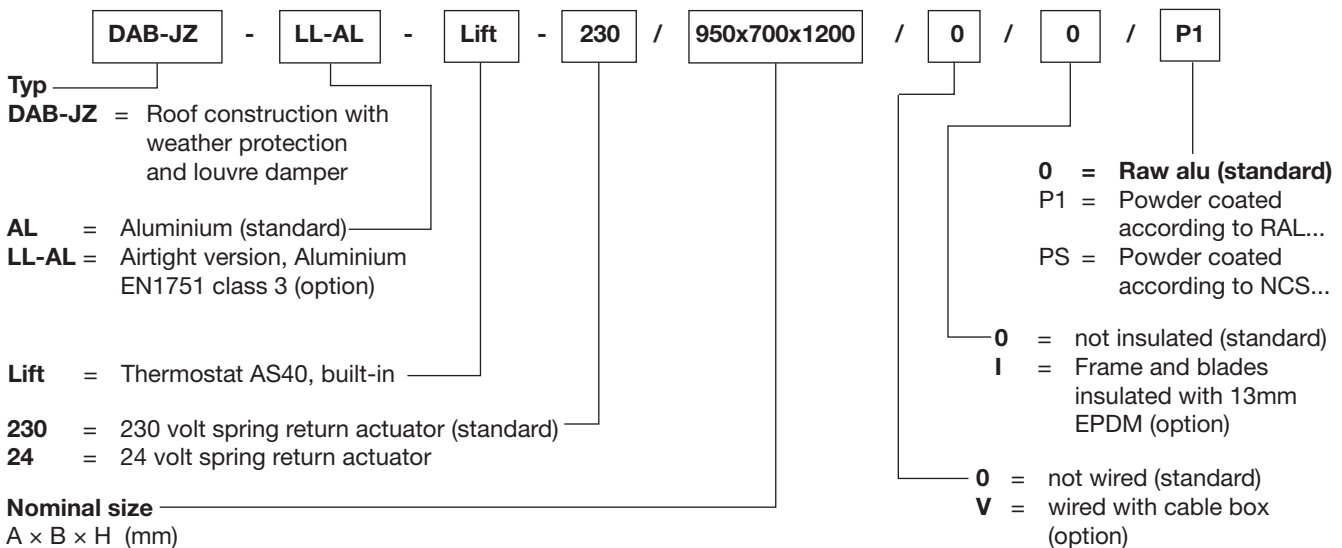 DAB-JZ - LL-AL - Lift - 230 / 950x700x1200 / 0 / 0 / P1
Typ
DAB-JZ = Roof construction with
weather protection
and louvre damper
AL = Aluminium (standard)
LL-AL = Airtight version, Aluminium
EN1751 class 3 (option)
Lift = Thermostat AS40, built-in
230 = 230 volt spring return actuator (standard)
24 = 24 volt spring return actuator
Nominal size
A × B × H (mm)
0 = Raw alu (standard)
P1 = Powder coated
according to RAL...
PS = Powder coated
according to NCS...
0 = not insulated (standard)
I = Frame and blades
insulated with 13mm
EPDM (option)
0 = not wired (standard)
V = wired with cable box
(option)